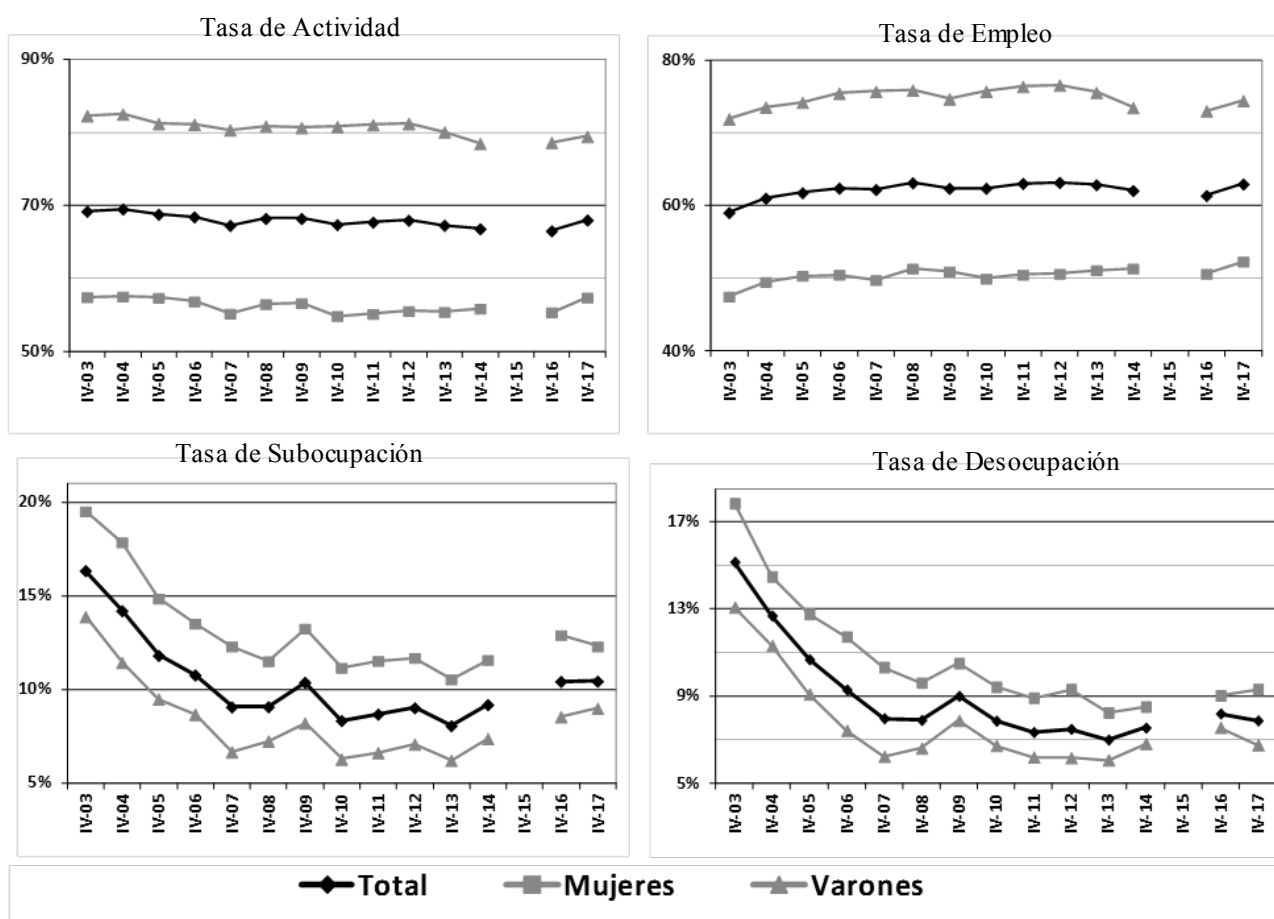 Tasa de Actividad
90%
70%
50%
IV-03
IV-04
IV-05
IV-06
IV-07
IV-08
IV-09
IV-10
IV-11
IV-12
IV-13
IV-14
IV-15
IV-16
IV-17
Tasa de Empleo
80%
60%
40%
IV-03
IV-04
IV-05
IV-06
IV-07
IV-08
IV-09
IV-10
IV-11
IV-12
IV-13
IV-14
IV-15
IV-16
IV-17
Tasa de Subocupación
20%
15%
10%
5%
IV-03
IV-04
IV-05
IV-06
IV-07
IV-08
IV-09
IV-10
IV-11
IV-12
IV-13
IV-14
IV-15
IV-16
IV-17
Tasa de Desocupación
17%
13%
9%
5%
IV-03
IV-04
IV-05
IV-06
IV-07
IV-08
IV-09
IV-10
IV-11
IV-12
IV-13
IV-14
IV-15
IV-16
IV-17
Total Mujeres Varones